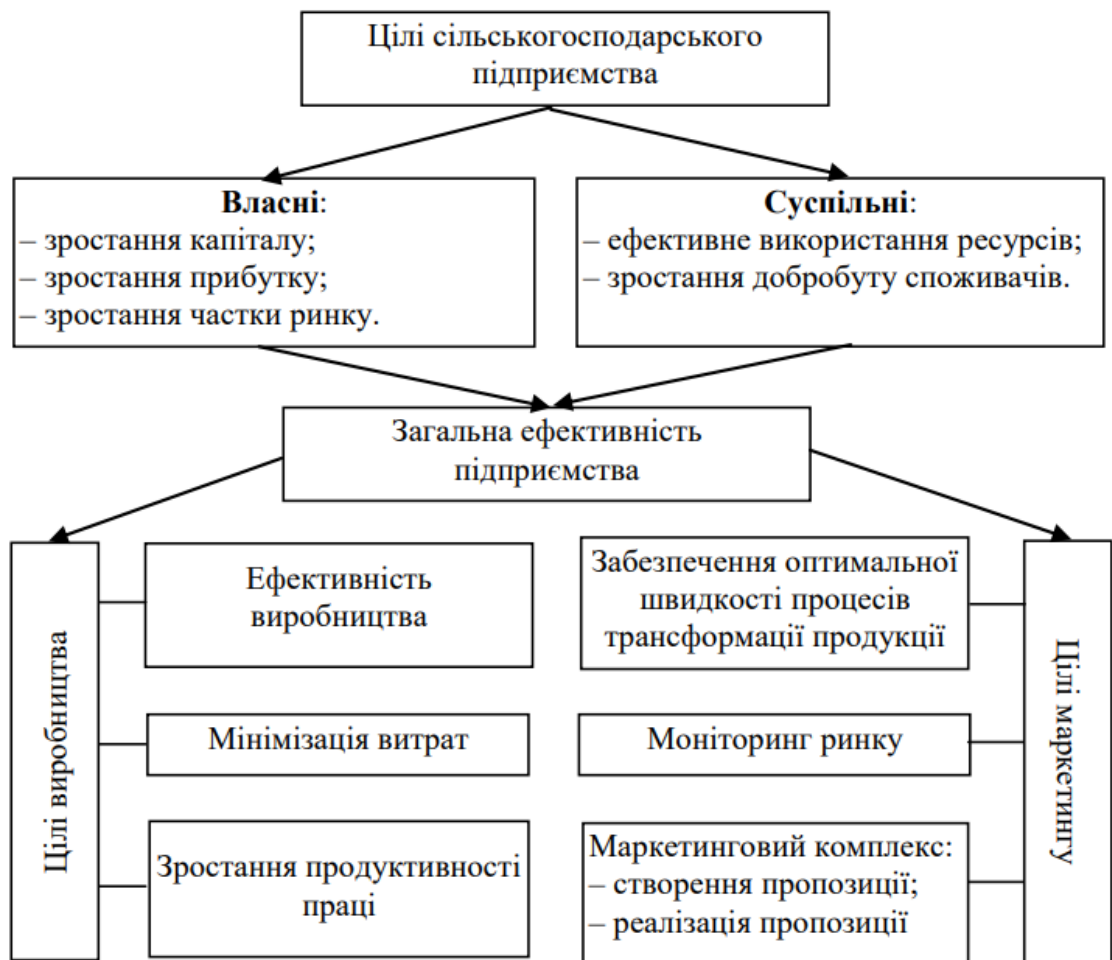 Цілі сільськогосподарського
підприємства
Власні:
– зростання капіталу;
– зростання прибутку;
– зростання частки ринку.
Суспільні:
– ефективне використання ресурсів;
– зростання добробуту споживачів.
Загальна ефективність
підприємства
Цілі виробництва
Ефективність
виробництва
Мінімізація витрат
Зростання продуктивності
праці
Забезпечення оптимальної
швидкості процесів
трансформації продукції
Моніторинг ринку
Маркетинговий комплекс:
– створення пропозиції;
– реалізація пропозиції
Цілі маркетингу